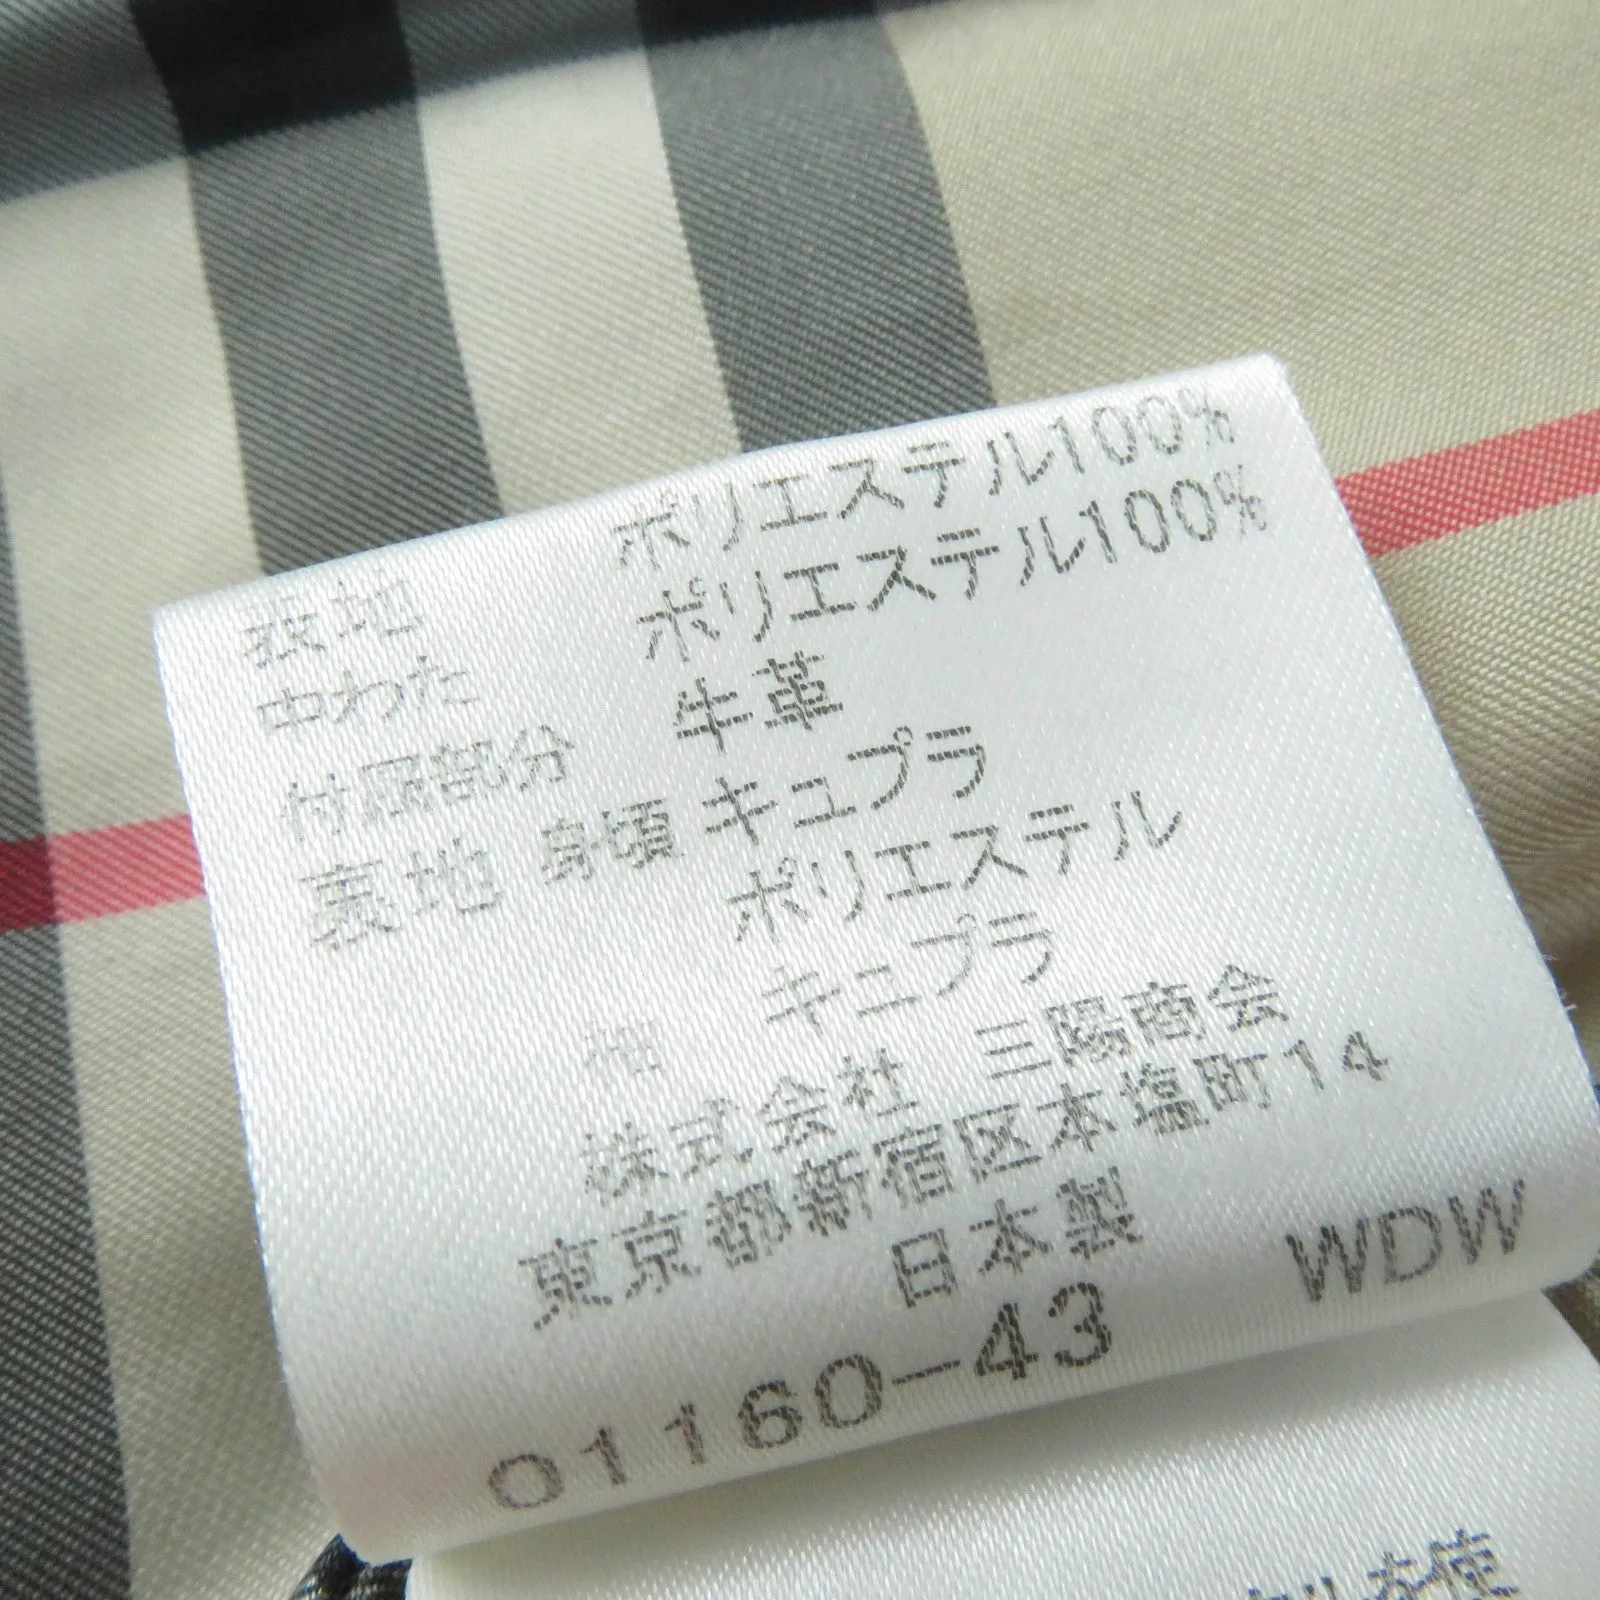 表地 ポリエステル100%
中わた ポリエステル100%
付属部分 牛革
裏地 身頃 キュプラ
ポリエステル
キュプラ
株式会社 三陽商会
東京都新宿区本塩町14
日本製
01160-43 WDW